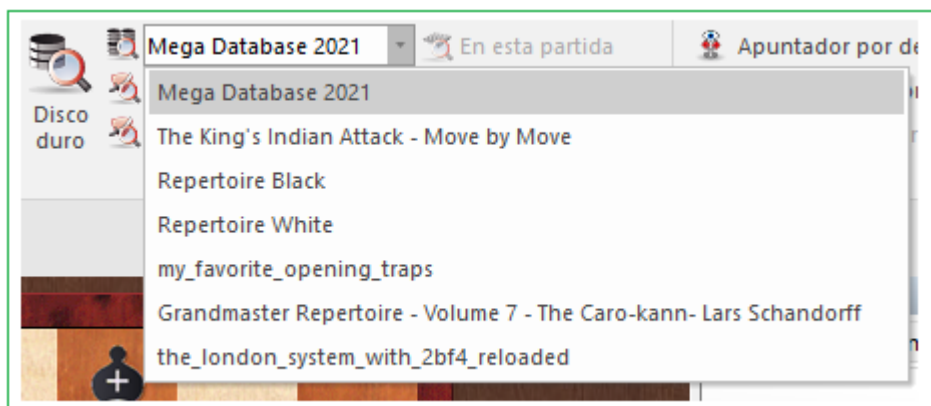 Mega Database 2021
En esta partida
Apuntador por de
Disco
duro
Mega Database 2021
The King's Indian Attack - Move by Move
Repertoire Black
Repertoire White
my_favorite_opening_traps
Grandmaster Repertoire - Volume 7 - The Caro-kann- Lars Schandorff
the_london_system_with_2bf4_reloaded